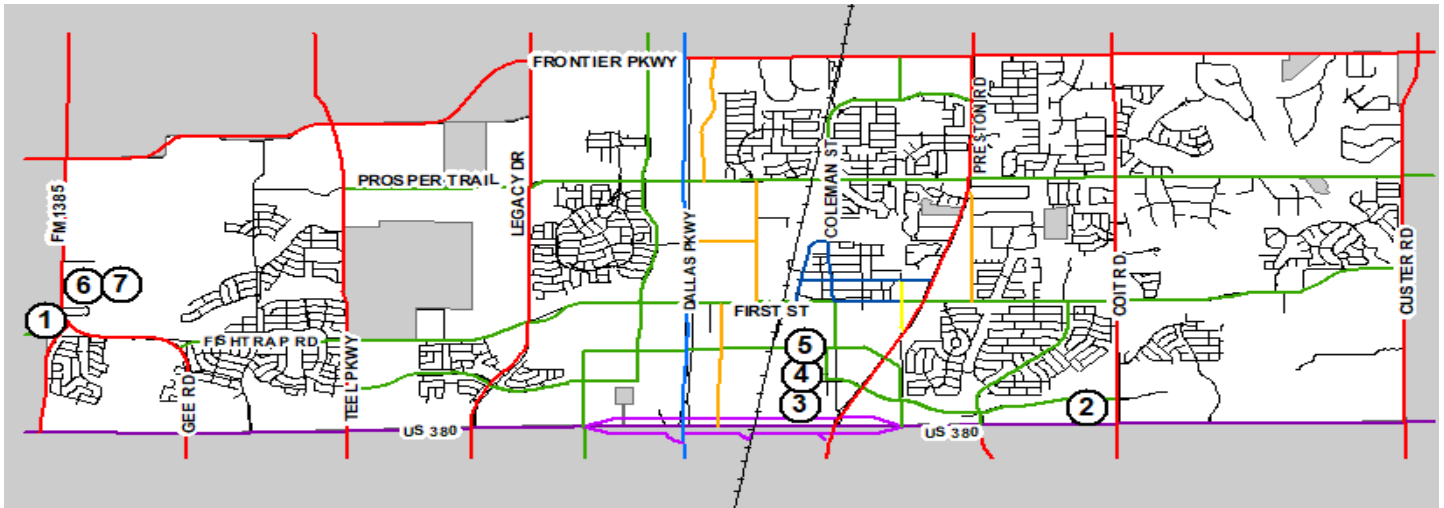 FRONTIER PKWY
PRESTON RD
COLEMAN ST
LEGACY DR
PROSPER TRAIL
FM 1385
DALLAS PKWY
COIT RD
CUSTER RD
6 7
1
FIRST ST
FISHTRAP RD
TEEL PKWY
GEE RD
5
4
3
2
US 380
US 380